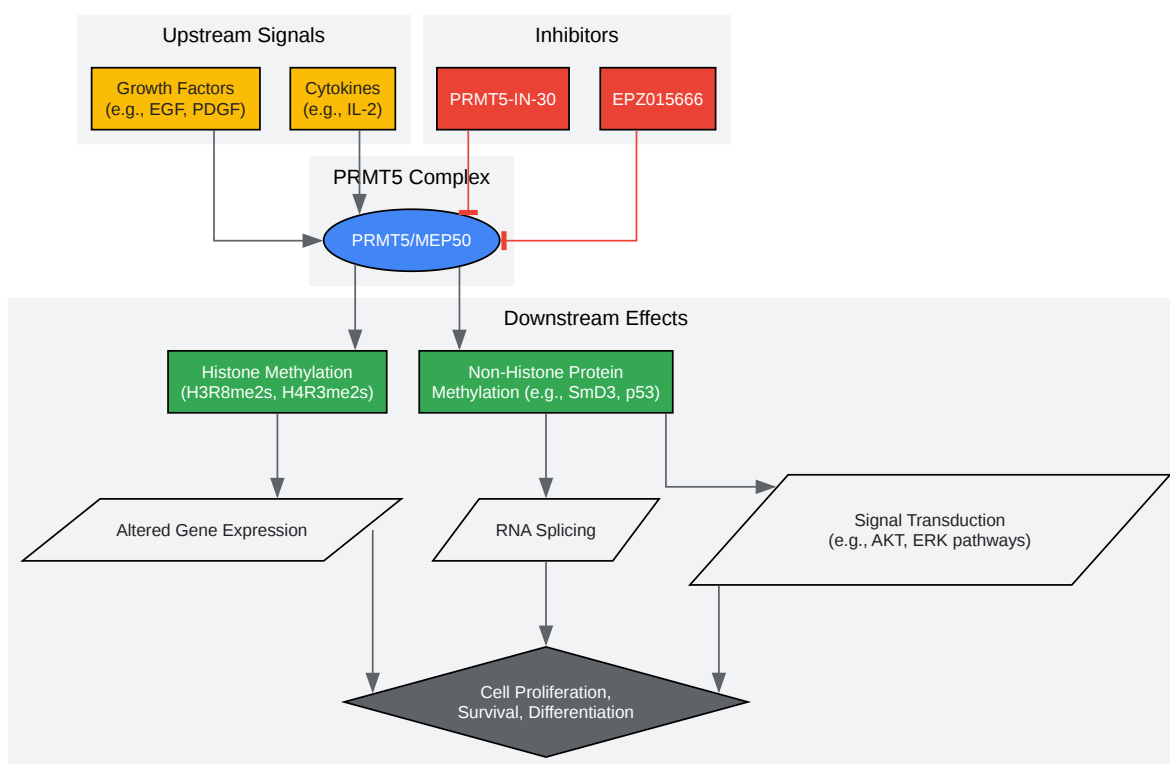 Upstream Signals
Inhibitors
Growth Factors
(e.g., EGF, PDGF)
Cytokines
(e.g., IL-2)
PRMT5-IN-30
EPZ015666
PRMT5 Complex
PRMT5/MEP50
Downstream Effects
Histone Methylation
(H3R8me2s, H4R3me2s)
Non-Histone Protein
Methylation (e.g., SmD3, p53)
Altered Gene Expression
RNA Splicing
Signal Transduction
(e.g., AKT, ERK pathways)
Cell Proliferation,
Survival, Differentiation